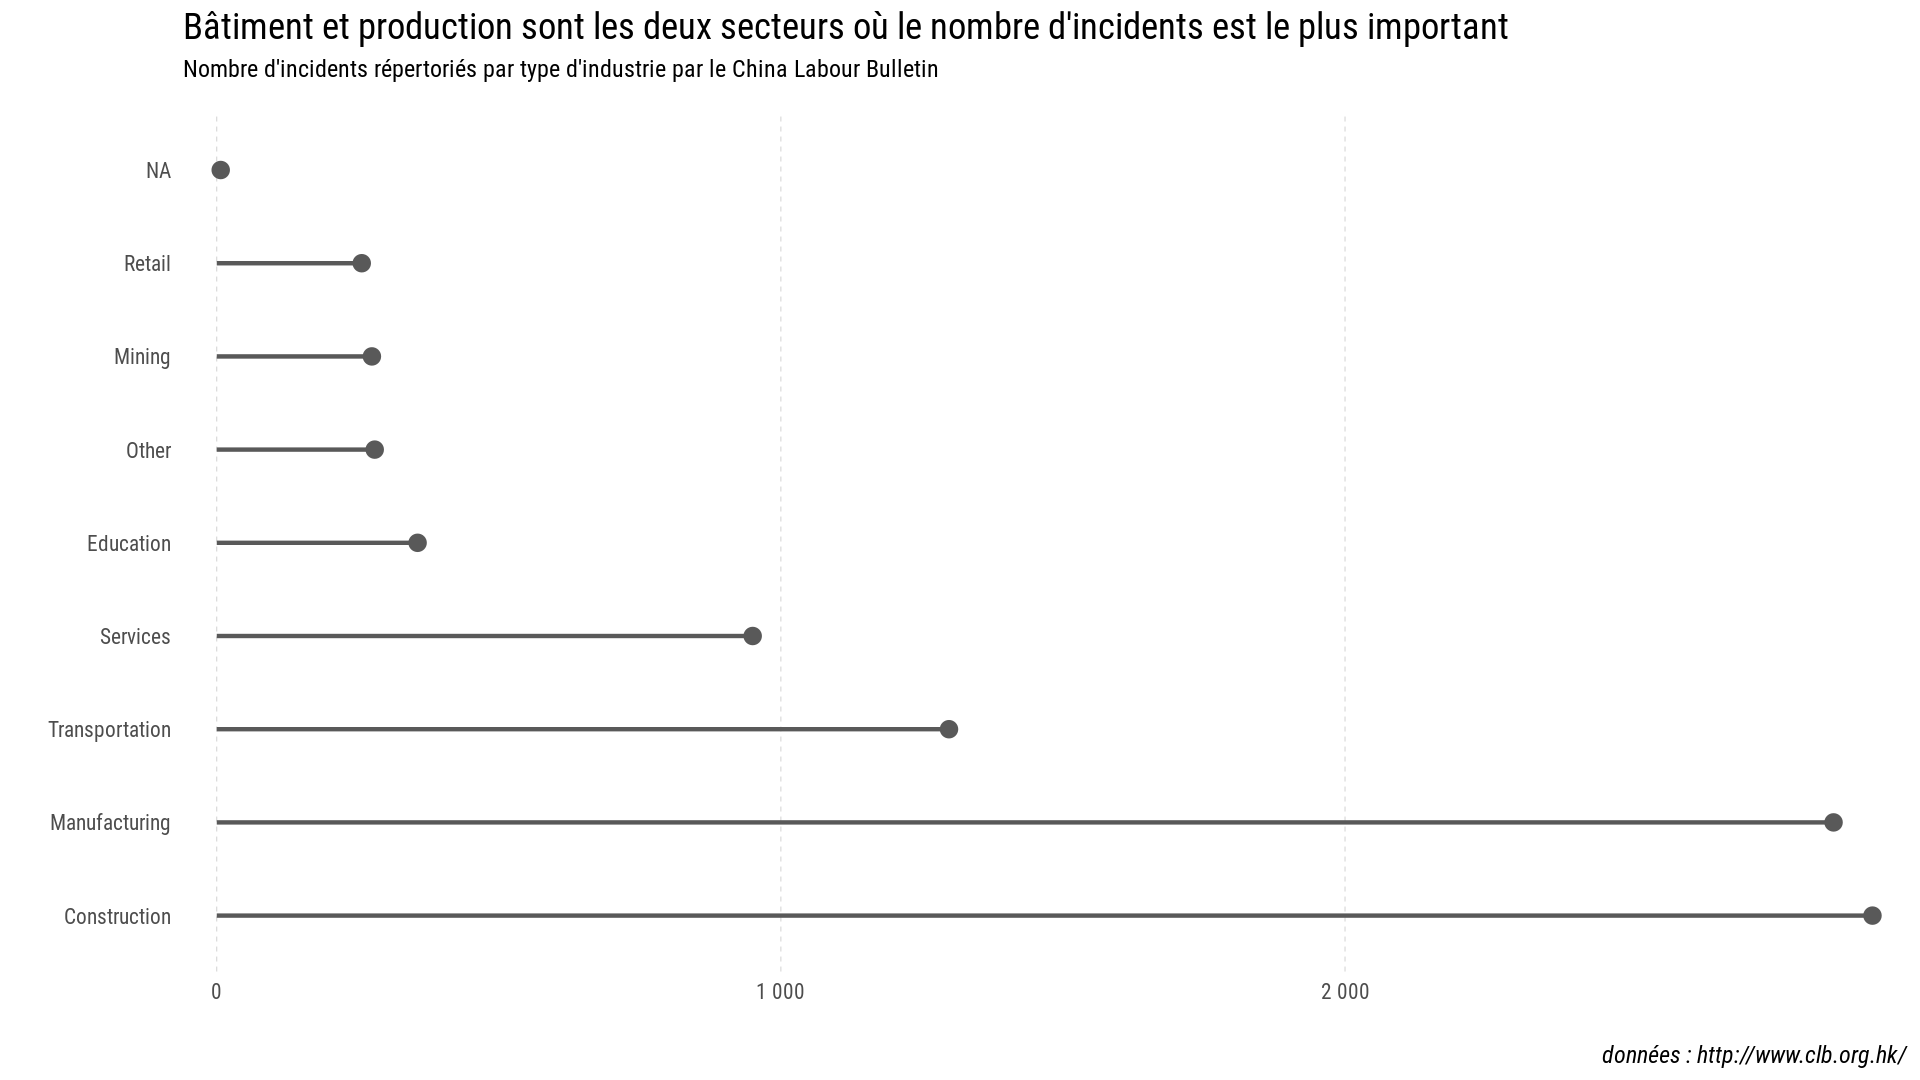 Bâtiment et production sont les deux secteurs où le nombre d'incidents est le plus important
Nombre d'incidents répertoriés par type d'industrie par le China Labour Bulletin
NA
Retail
Mining
Other
Education
Services
Transportation
Manufacturing
Construction
0 1 000 2 000
données : http://www.clb.org.hk/